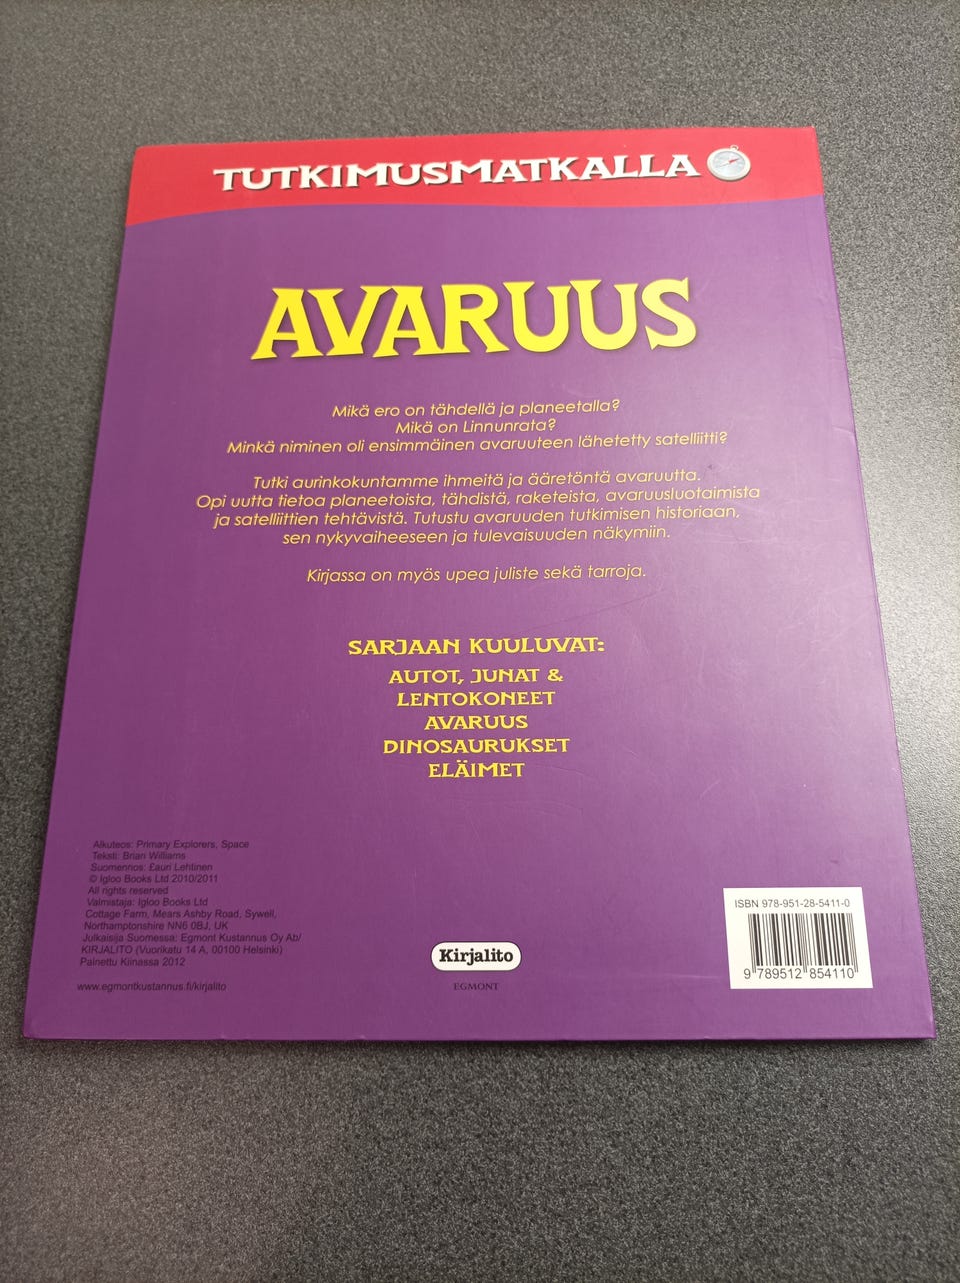 TUTKIMUSMATKALLA
AVARUUS
Mikä ero on tähdellä ja planeetalla?
Mikä on Linnunrata?
Minkä niminen oli ensimmäinen avaruuteen lähetetty satelliitti?
Tutki aurinkokuntamme ihmeitä ja ääretöntä avaruutta.
Opi uutta tietoa planeetoista, tähdistä, raketeista, avaruusluotaimista
ja satelliittien tehtävistä. Tutustu avaruuden tutkimisen historiaan,
sen nykyvaiheeseen ja tulevaisuuden näkymiin.
Kirjassa on myös upea juliste sekä tarroja.
SARJAAN KUULUVAT:
AUTOT, JUNAT &
LENTOKONEET
AVARUUS
DINOSAURUKSET
ELÄIMET
Alkuteos: Primary Explorers, Space
Teksti: Brian Williams
Suomennos: £auri Lehtinen
© Igloo Books Ltd 2010/2011
All rights reserved
Valmistaja: Igloo Books Ltd
Cottage Farm, Mears Ashby Road, Sywell,
Northamptonshire NN6 0BJ, UK
Julkaisija Suomessa: Egmont Kustannus Oy Ab/
KIRJALITO (Vuorikatu 14 A, 00100 Helsinki)
Painettu Kiinassa 2012
www.egmontkustannus.fi/kirjalito
Kirjalito
EGMONT
ISBN 978-951-28-5411-0
9 789512 854110